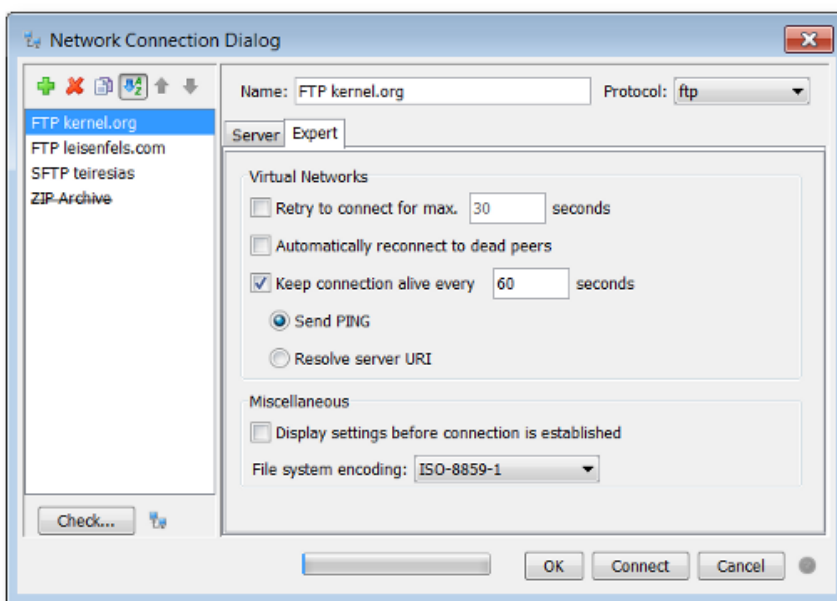 Network Connection Dialog
Name: FTP kernel.org Protocol: ftp
FTP kernel.org
FTP leisenfels.com
SFTP teiresias
ZIP Archive
Server Expert
Virtual Networks
Retry to connect for max. 30 seconds
Automatically reconnect to dead peers
Keep connection alive every 60 seconds
Send PING
Resolve server URI
Miscellaneous
Display settings before connection is established
File system encoding: ISO-8859-1
Check...
OK Connect Cancel